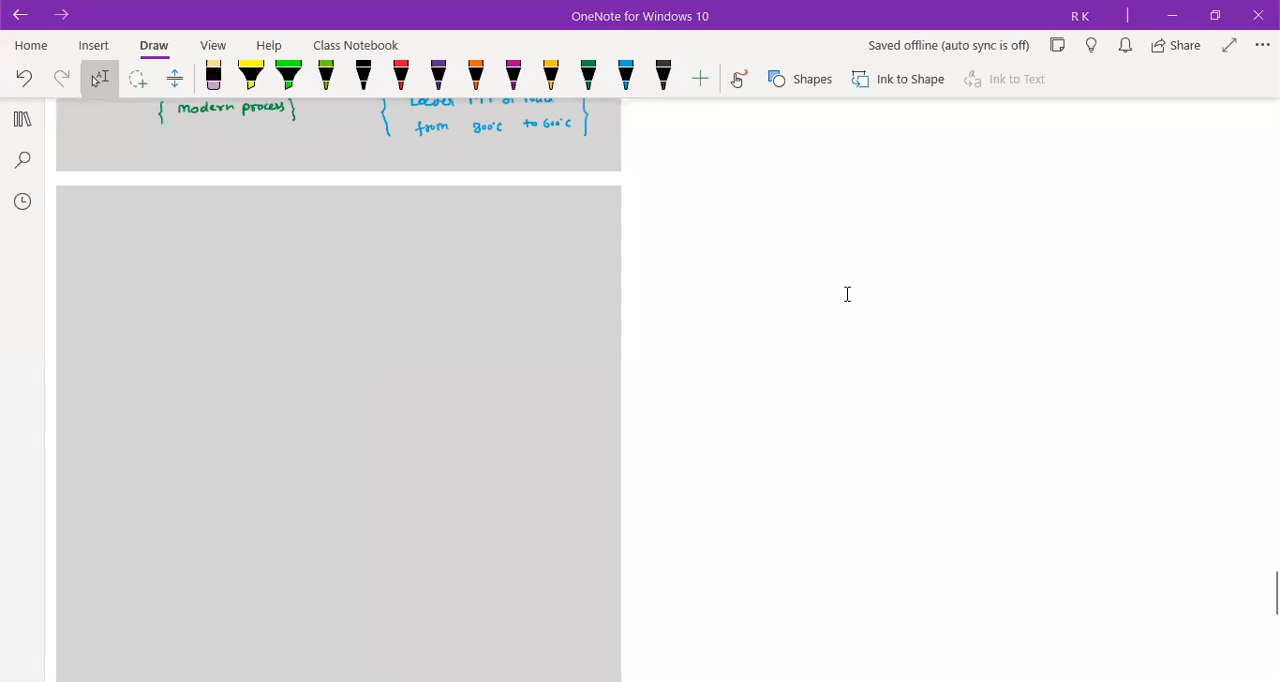 OneNote for Windows 10
R K
Home Insert Draw View Help Class Notebook
Saved offline (auto sync is off) Share
Shapes Ink to Shape Ink to Text
{ modern process }
from 800°c to 600°c